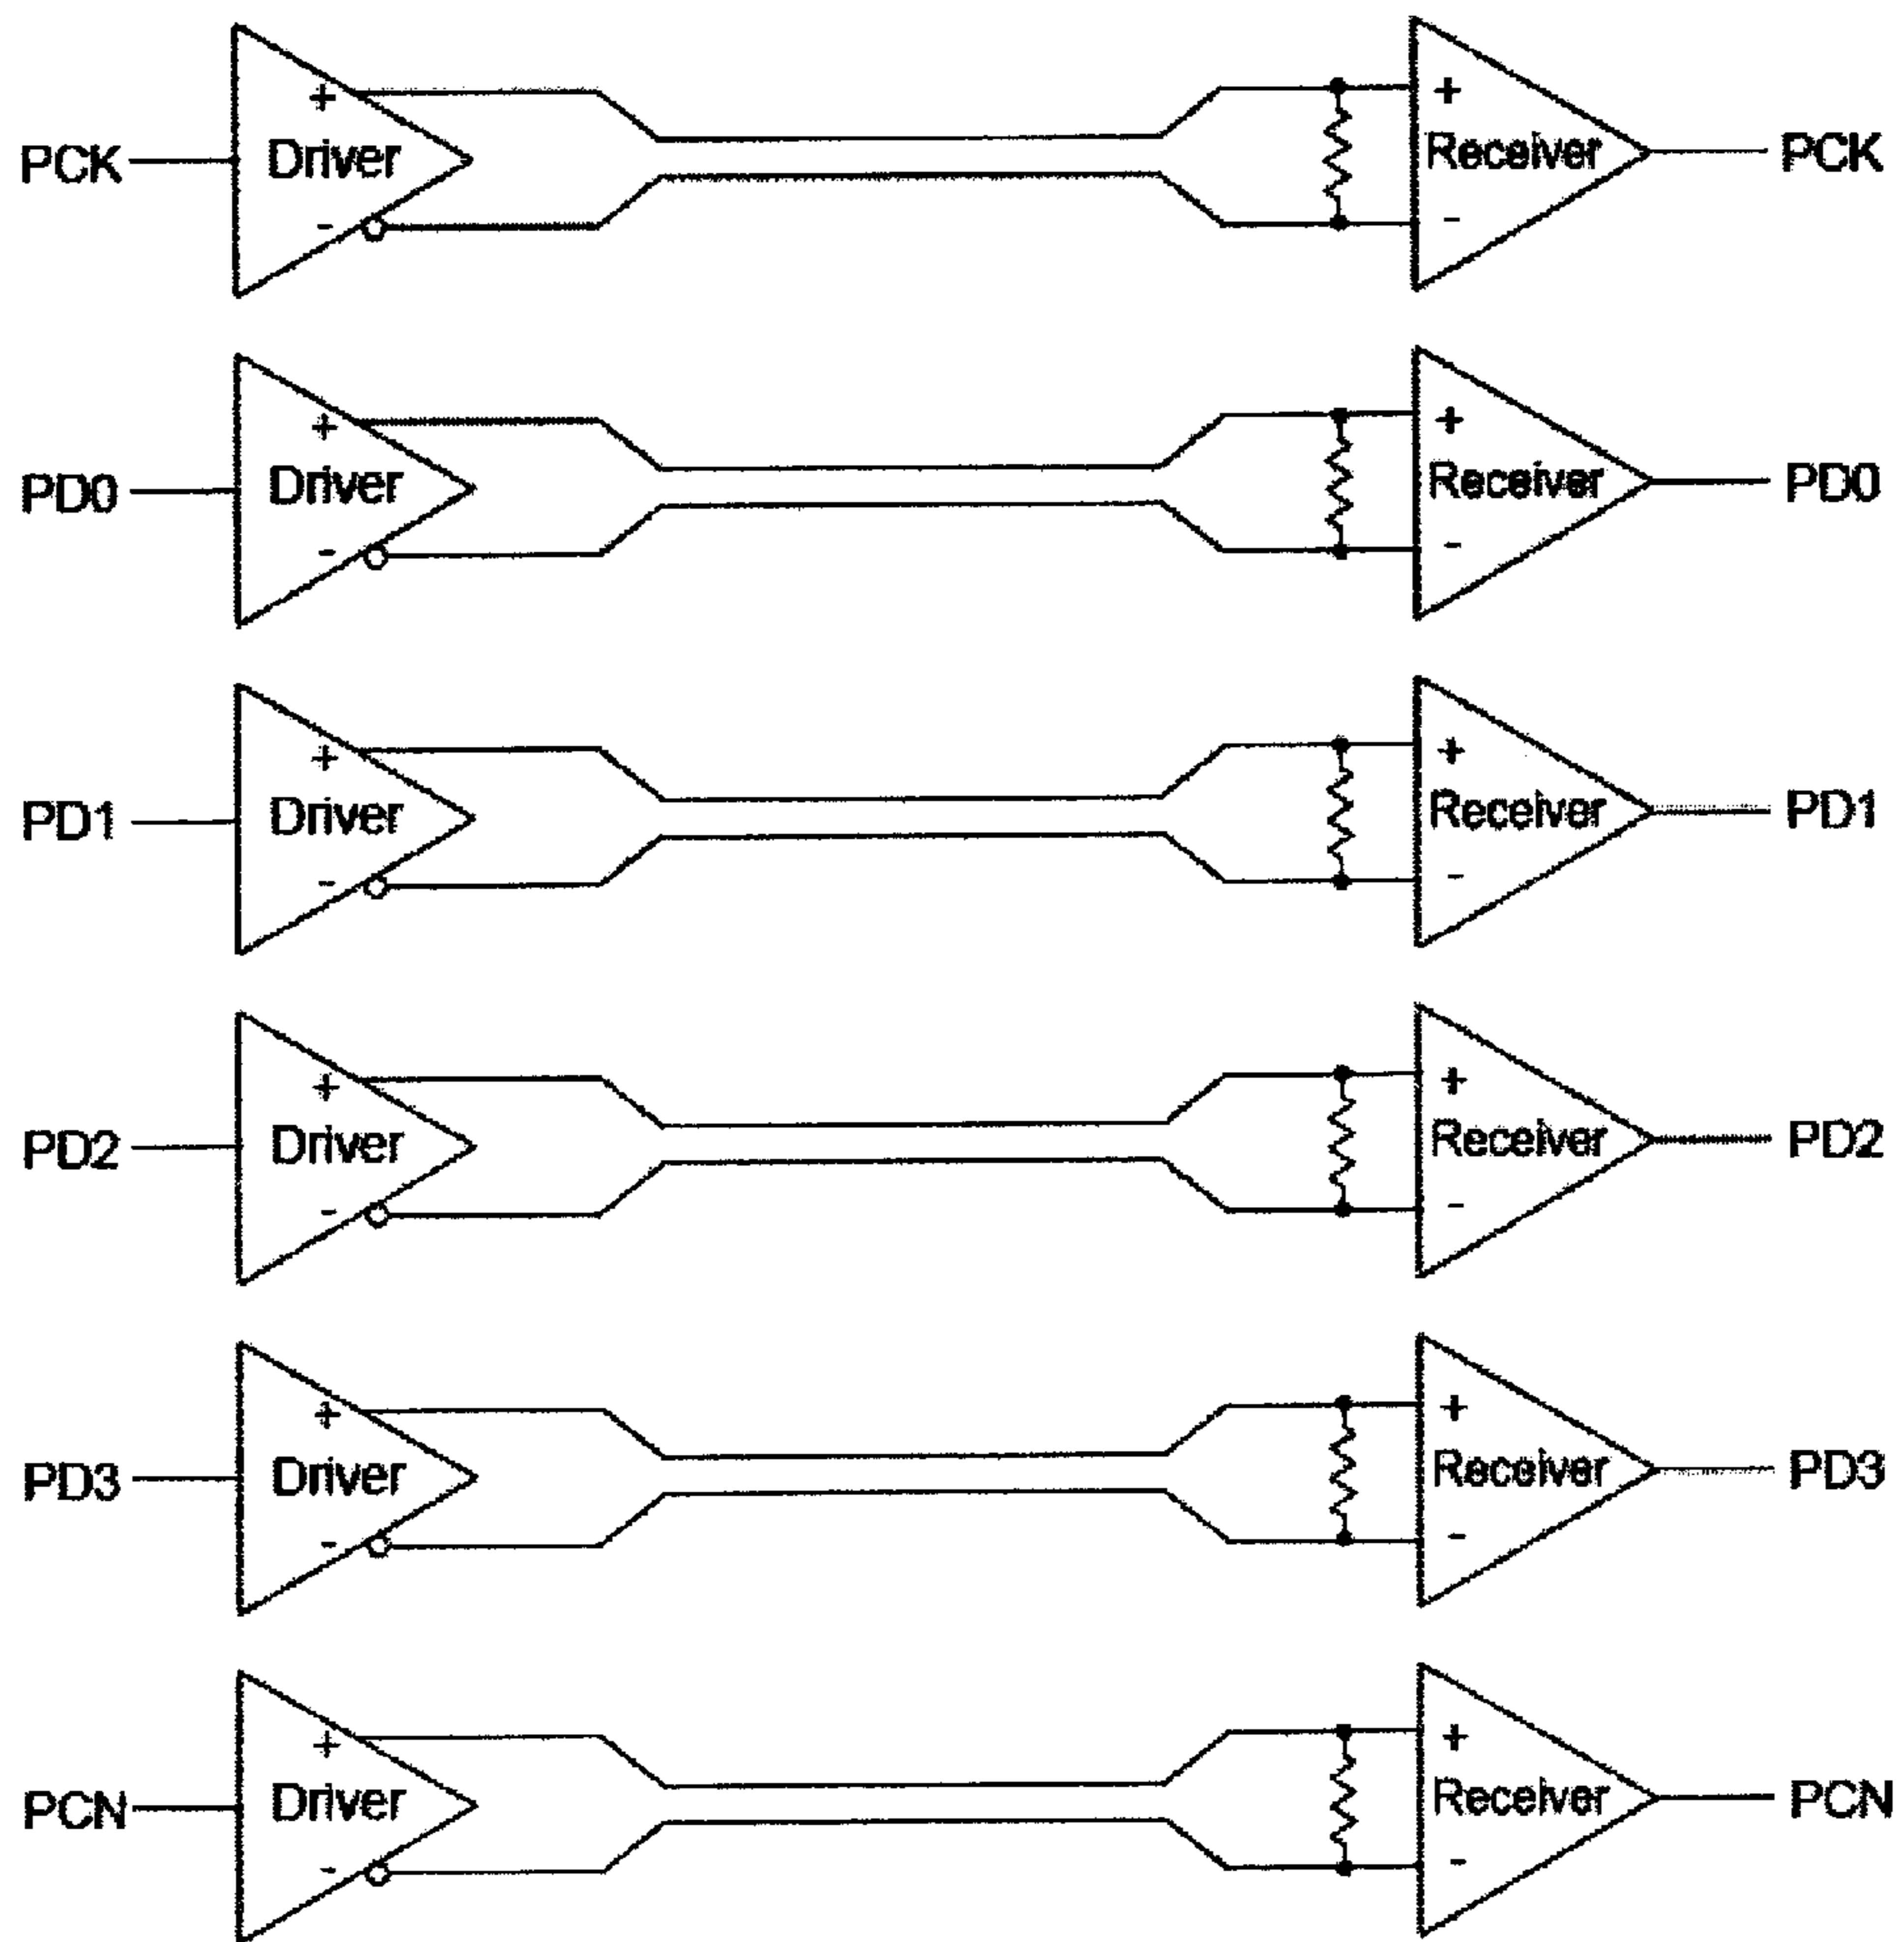 PCK + Driver - + Receiver - PCK
PD0 + Driver - + Receiver - PD0
PD1 + Driver - + Receiver - PD1
PD2 + Driver - + Receiver - PD2
PD3 + Driver - + Receiver - PD3
PCN + Driver - + Receiver - PCN